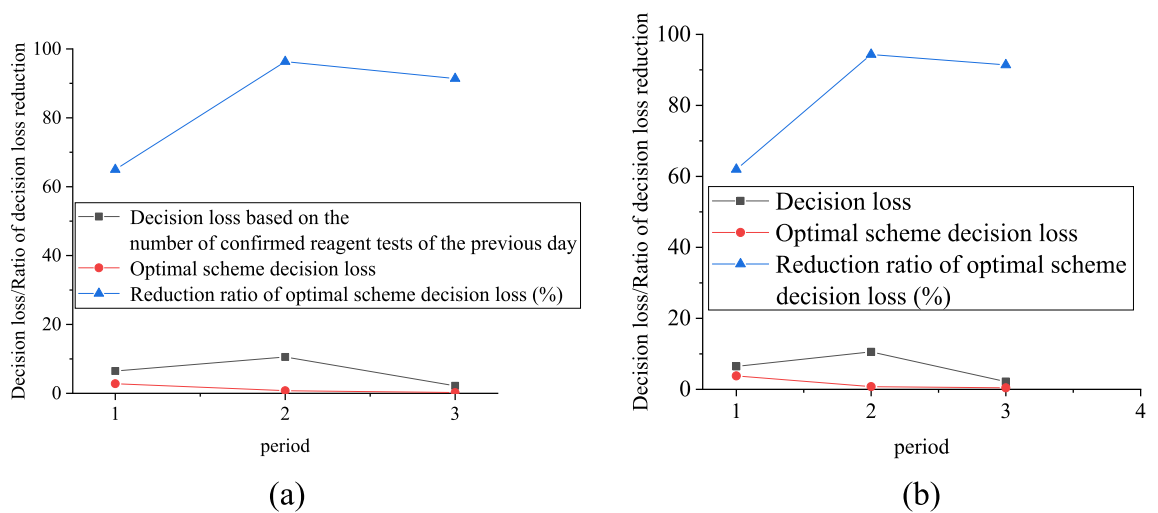 Decision loss/Ratio of decision loss reduction
100
80
60
40
20
0
Decision loss based on the
number of confirmed reagent tests of the previous day
Optimal scheme decision loss
Reduction ratio of optimal scheme decision loss (%)
1
2
3
period
(a)
Decision loss/Ratio of decision loss reduction
100
80
60
40
20
0
Decision loss
Optimal scheme decision loss
Reduction ratio of optimal scheme
decision loss (%)
1
2
3
4
period
(b)